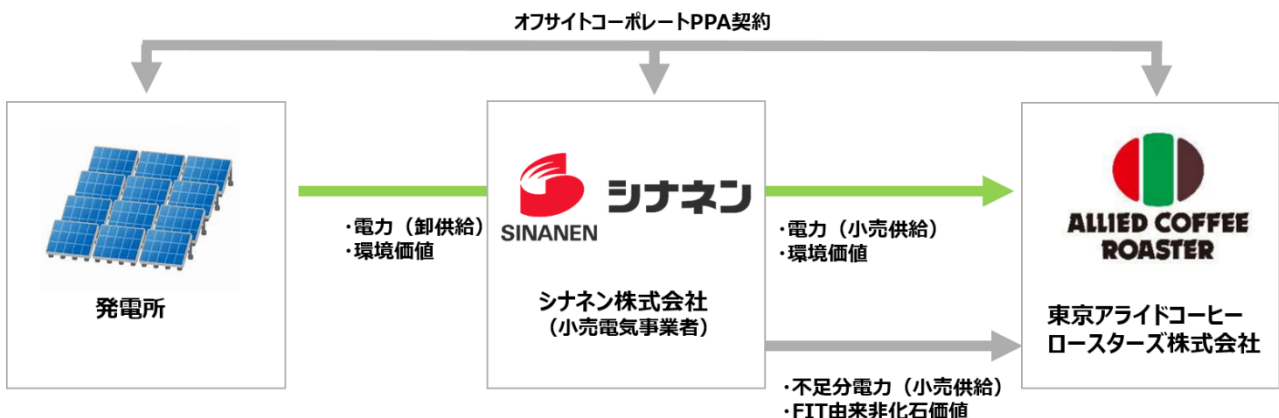 オフサイトコーポレートPPA契約
発電所
・電力（卸供給）
・環境価値
シナネン
SINANEN
シナネン株式会社
（小売電気事業者）
・電力（小売供給）
・環境価値
・不足分電力（小売供給）
・FIT由来非化石価値
ALLIED COFFEE
ROASTER
東京アライドコーヒー
ロースターズ株式会社